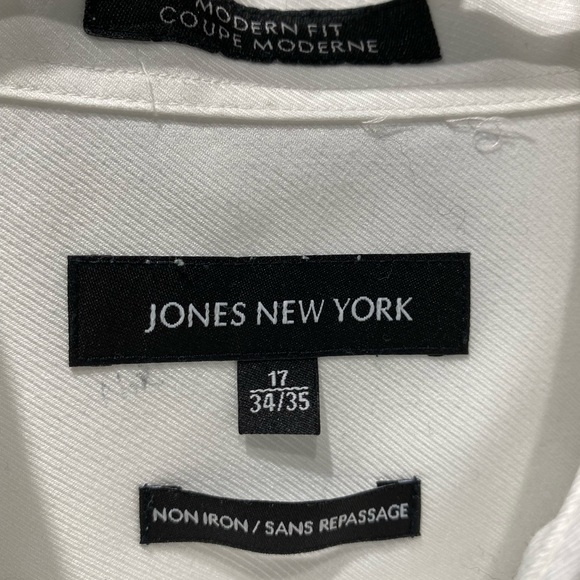 MODERN FIT
COUPE MODERNE
JONES NEW YORK
17
34/35
NON IRON / SANS REPASSAGE